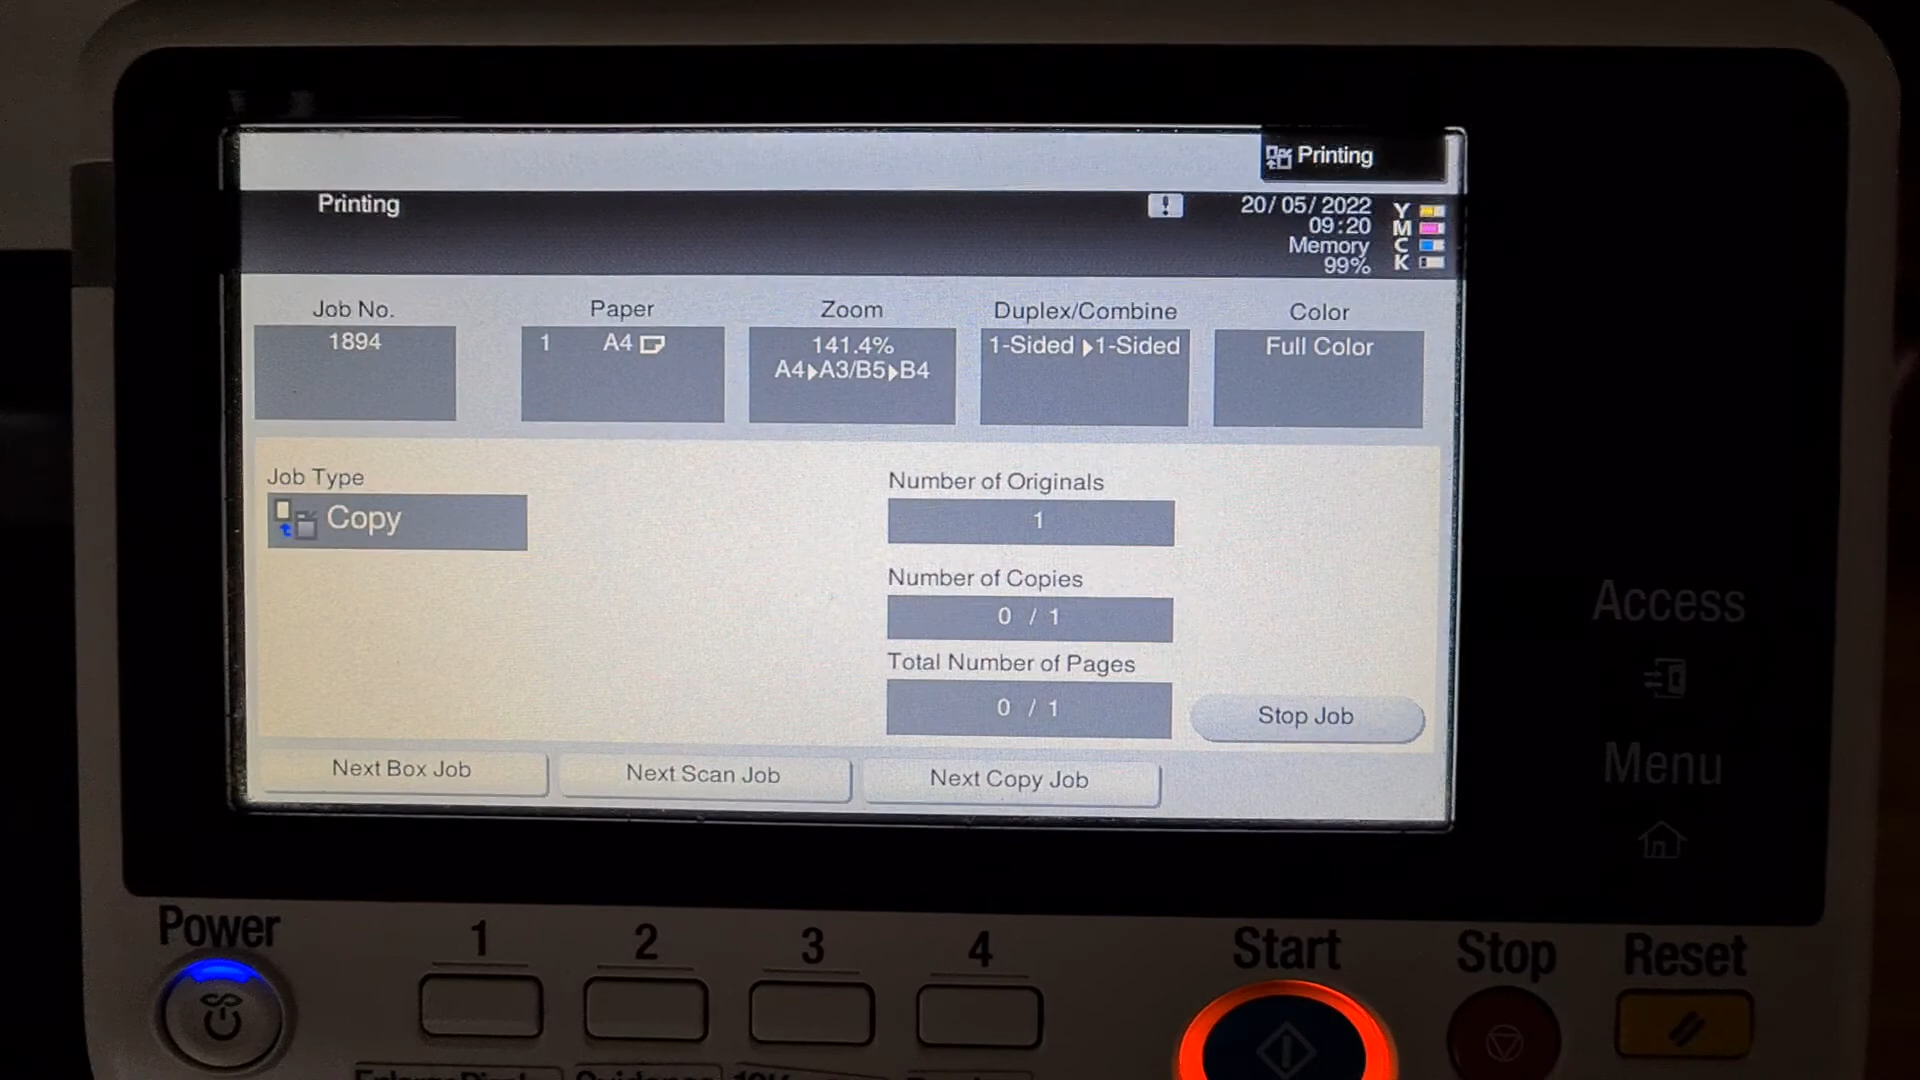 Printing
Printing
!
20/05/2022
09:20
Memory
99%
Y
M
C
K
Job No.
1894
Paper
1 A4
Zoom
141.4%
A4▸A3/B5▸B4
Duplex/Combine
1-Sided ▸1-Sided
Color
Full Color
Job Type
Copy
Number of Originals
1
Number of Copies
0 / 1
Total Number of Pages
0 / 1
Stop Job
Next Box Job
Next Scan Job
Next Copy Job
Access
Menu
Power
1
2
3
4
Start
Stop
Reset